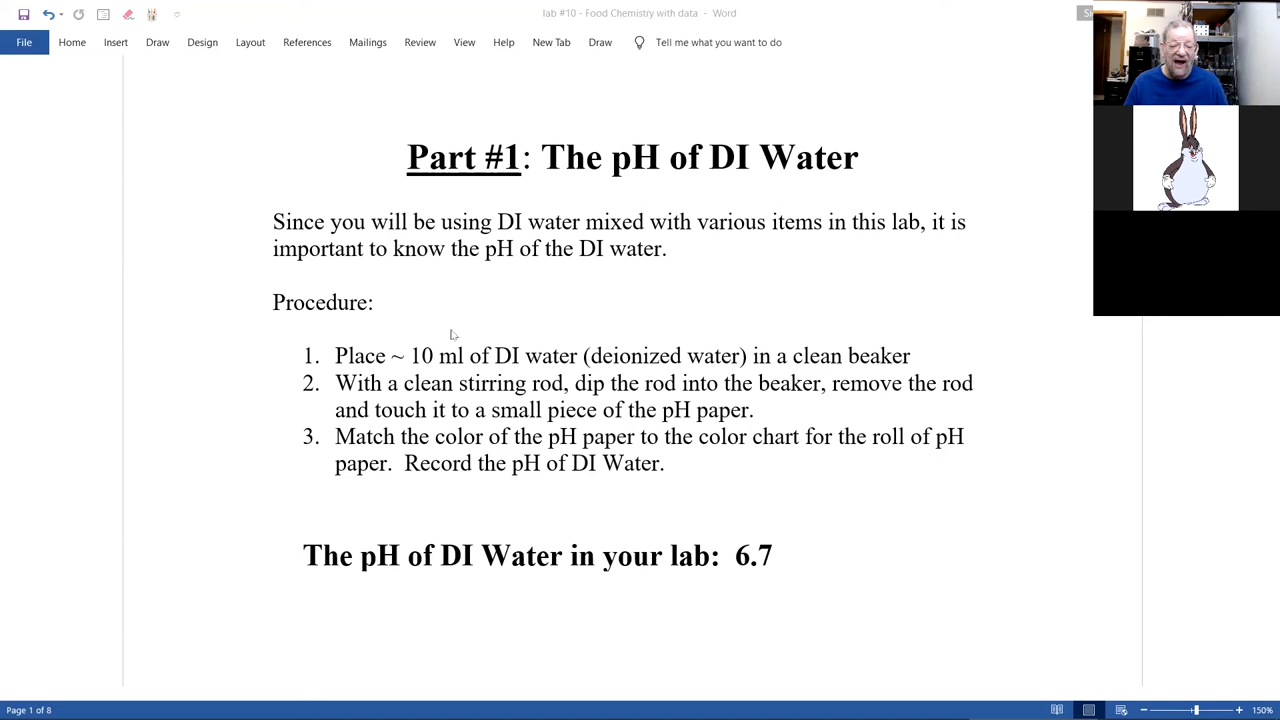 lab #10 - Food Chemistry with data - Word
File Home Insert Draw Design Layout References Mailings Review View Help New Tab Draw Tell me what you want to do
Part #1: The pH of DI Water
Since you will be using DI water mixed with various items in this lab, it is
important to know the pH of the DI water.
Procedure:
1. Place ~ 10 ml of DI water (deionized water) in a clean beaker
2. With a clean stirring rod, dip the rod into the beaker, remove the rod
and touch it to a small piece of the pH paper.
3. Match the color of the pH paper to the color chart for the roll of pH
paper. Record the pH of DI Water.
The pH of DI Water in your lab: 6.7
Page 1 of 8
150%